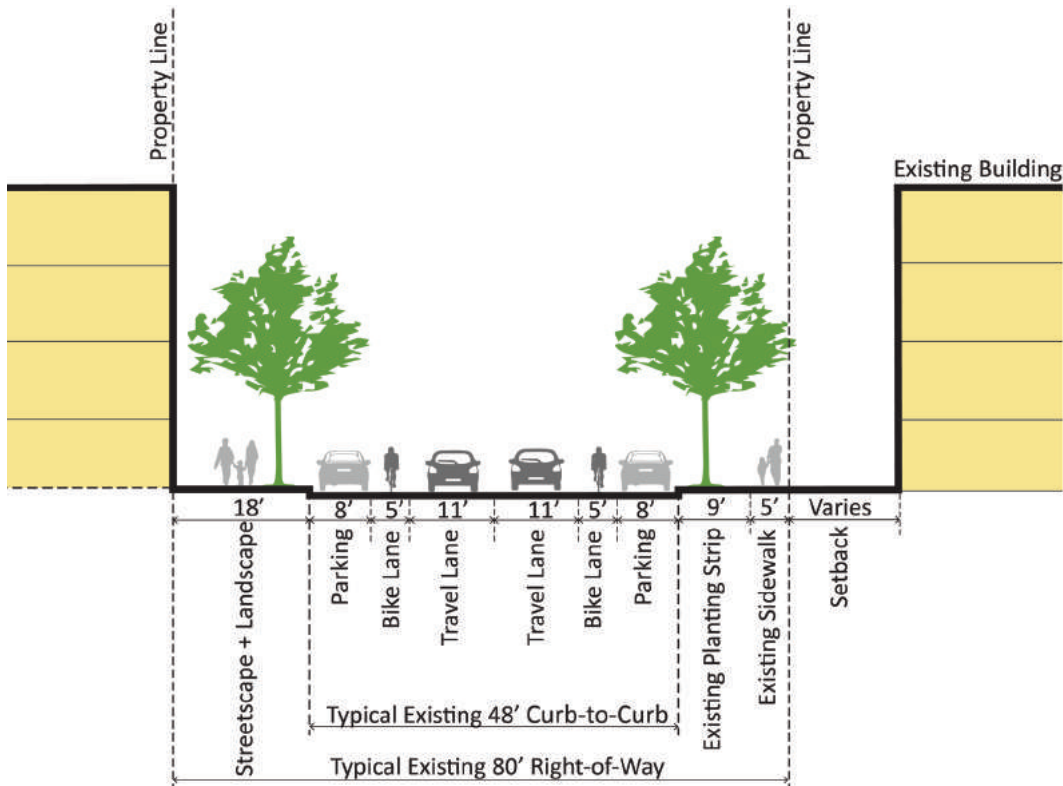 Property Line
Property Line
Existing Building
18’ 8’ 5’ 11’ 11’ 5’ 8’ 9’ 5’ Varies
Streetscape + Landscape
Parking
Bike Lane
Travel Lane
Travel Lane
Bike Lane
Parking
Existing Planting Strip
Existing Sidewalk
Setback
Typical Existing 48’ Curb-to-Curb
Typical Existing 80’ Right-of-Way